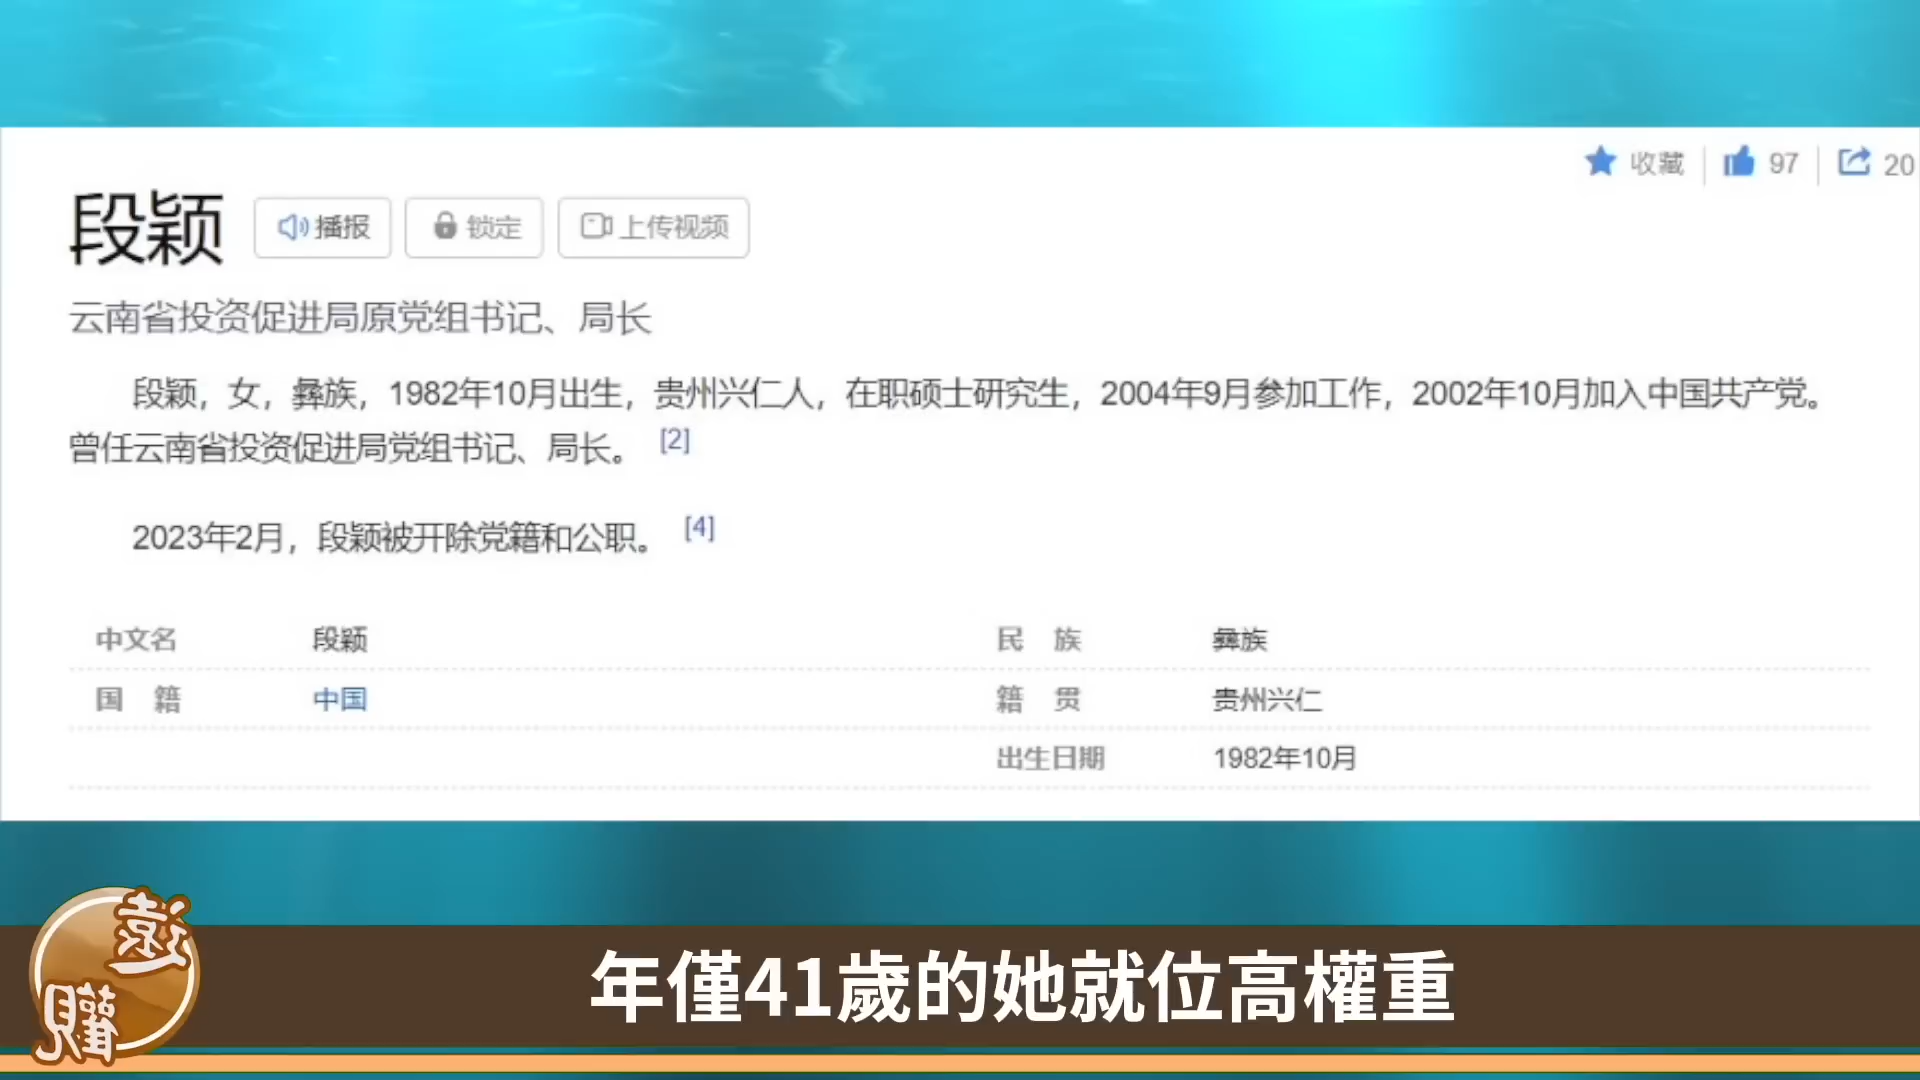 收藏 97 20
段颖 播报 锁定 上传视频
云南省投资促进局原党组书记、局长
段颖，女，彝族，1982年10月出生，贵州兴仁人，在职硕士研究生，2004年9月参加工作，2002年10月加入中国共产党。
曾任云南省投资促进局党组书记、局长。 [2]
2023年2月，段颖被开除党籍和公职。 [4]
中文名 段颖 民 族 彝族
国 籍 中国 籍 贯 贵州兴仁
出生日期 1982年10月
年僅41歲的她就位高權重